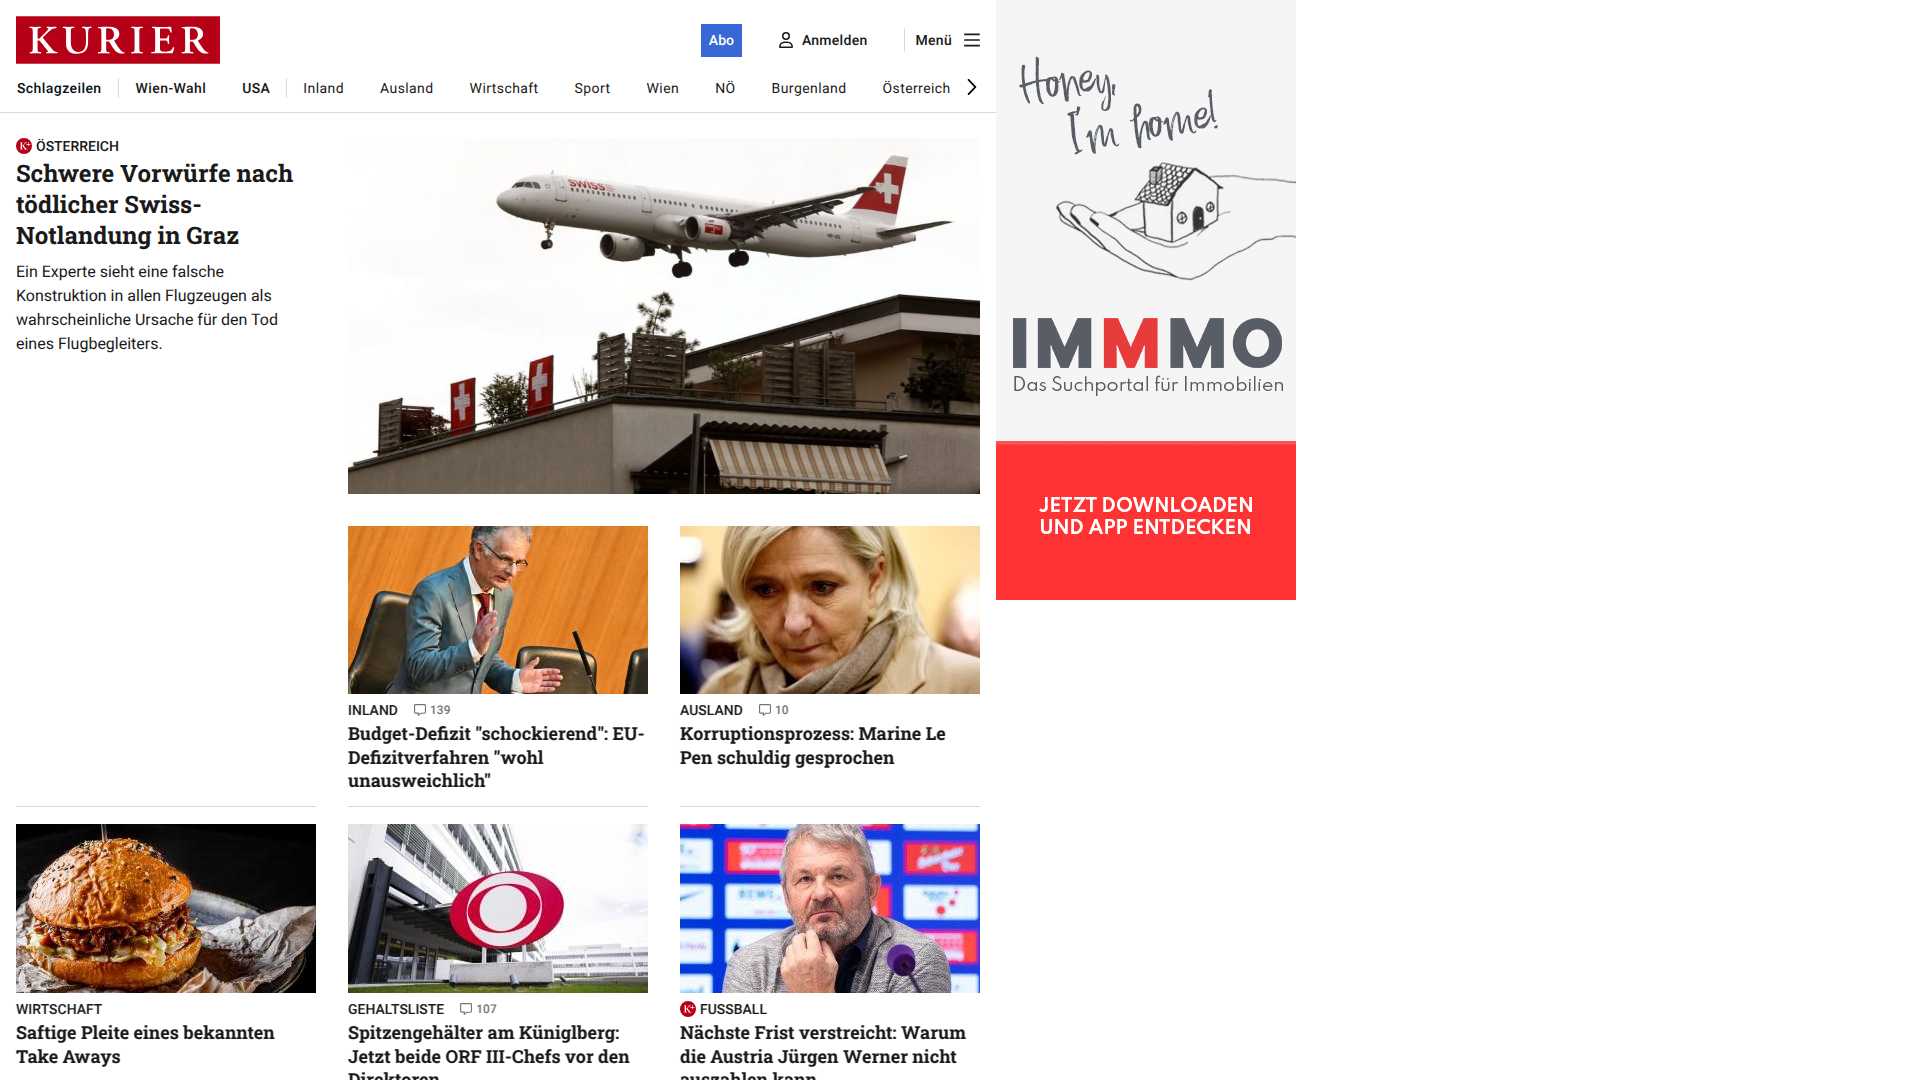 KURIER
Abo
Anmelden
Menü
Schlagzeilen
Wien-Wahl
USA
Inland
Ausland
Wirtschaft
Sport
Wien
NÖ
Burgenland
Österreich
ÖSTERREICH
Schwere Vorwürfe nach
tödlicher Swiss-
Notlandung in Graz
Ein Experte sieht eine falsche
Konstruktion in allen Flugzeugen als
wahrscheinliche Ursache für den Tod
eines Flugbegleiters.
SWISS
Honey,
I'm home!
IMMMO
Das Suchportal für Immobilien
JETZT DOWNLOADEN
UND APP ENTDECKEN
INLAND 139
Budget-Defizit "schockierend": EU-
Defizitverfahren "wohl
unausweichlich"
AUSLAND 10
Korruptionsprozess: Marine Le
Pen schuldig gesprochen
WIRTSCHAFT
Saftige Pleite eines bekannten
Take Aways
GEHALTSLISTE 107
Spitzengehälter am Küniglberg:
Jetzt beide ORF III-Chefs vor den
Direktoren
K+ FUSSBALL
Nächste Frist verstreicht: Warum
die Austria Jürgen Werner nicht
auszahlen kann